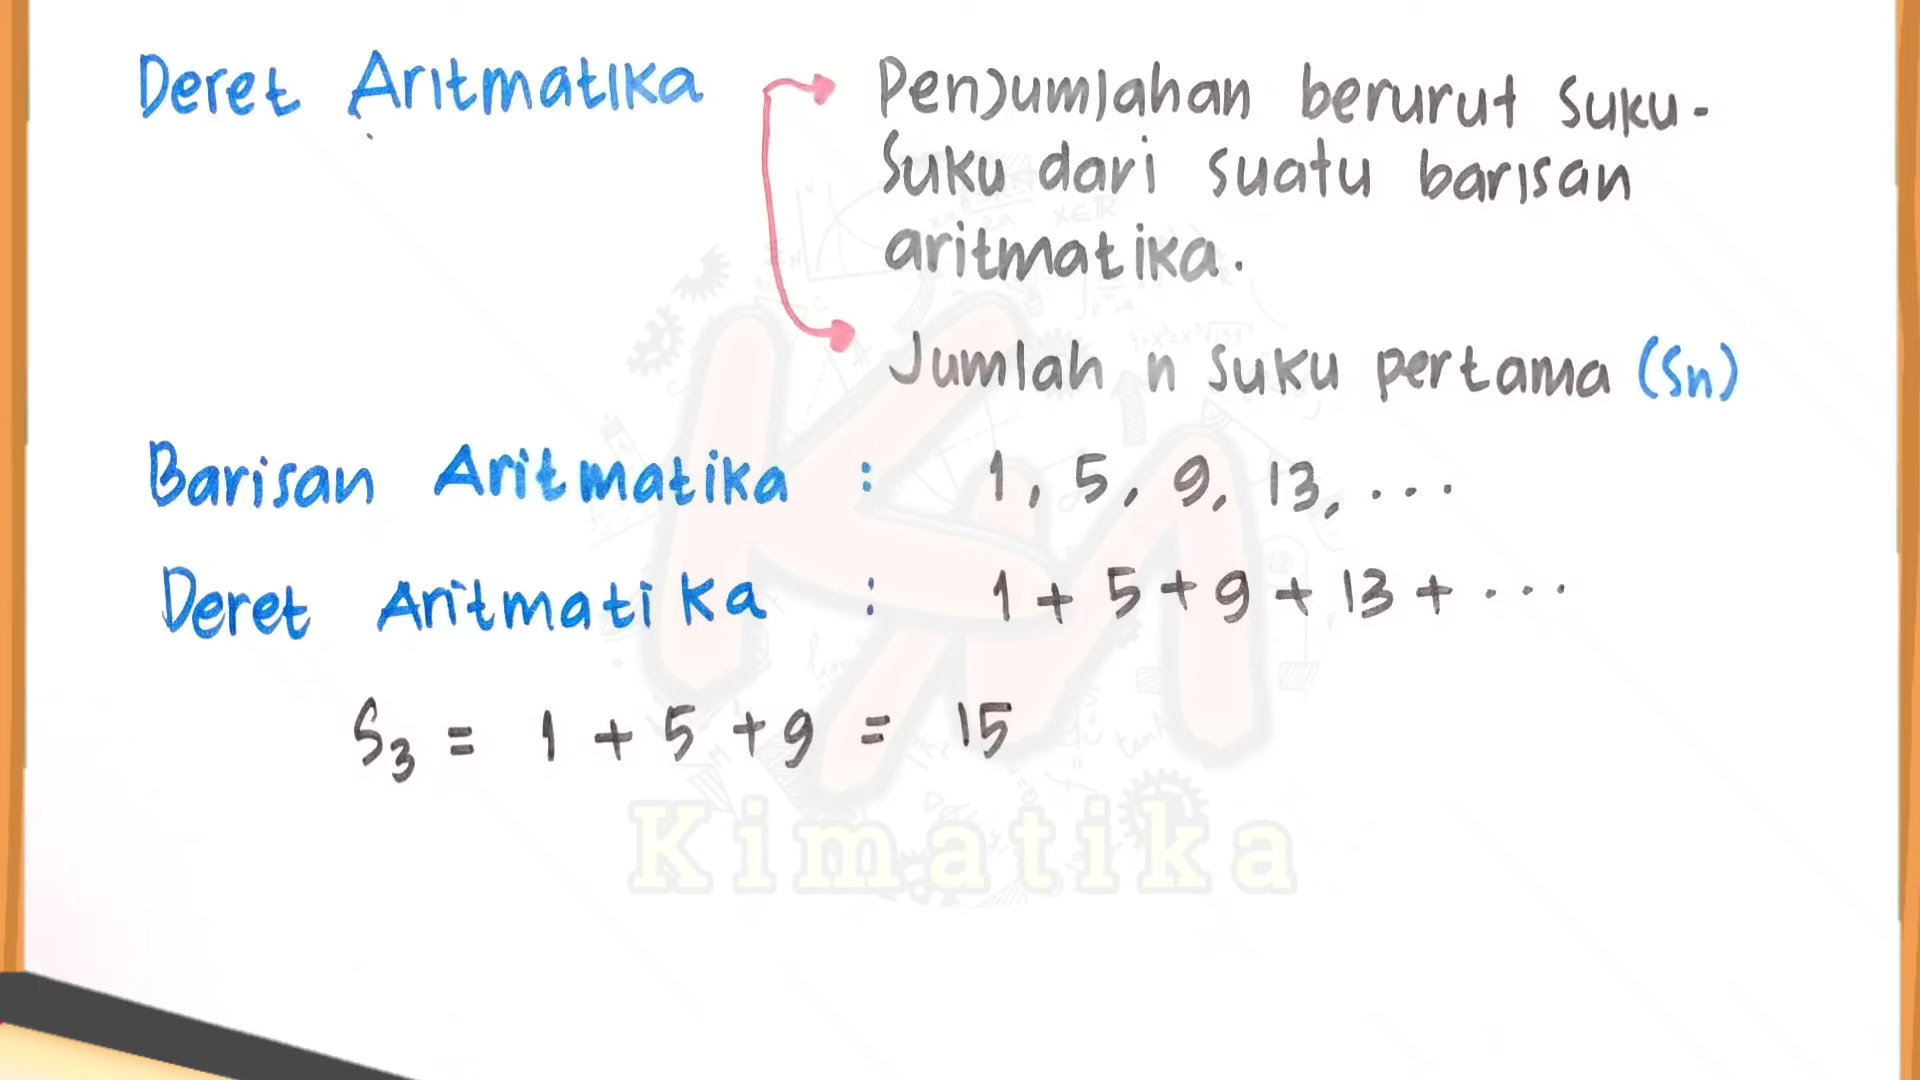 Deret Aritmatika
Penjumlahan berurut suku-
suku dari suatu barisan
aritmatika.
Jumlah n suku pertama (Sn)
Barisan Aritmatika : 1, 5, 9, 13, ...
Deret Aritmatika : 1 + 5 + 9 + 13 + ...
S₃ = 1 + 5 + 9 = 15
KM
Kimatika